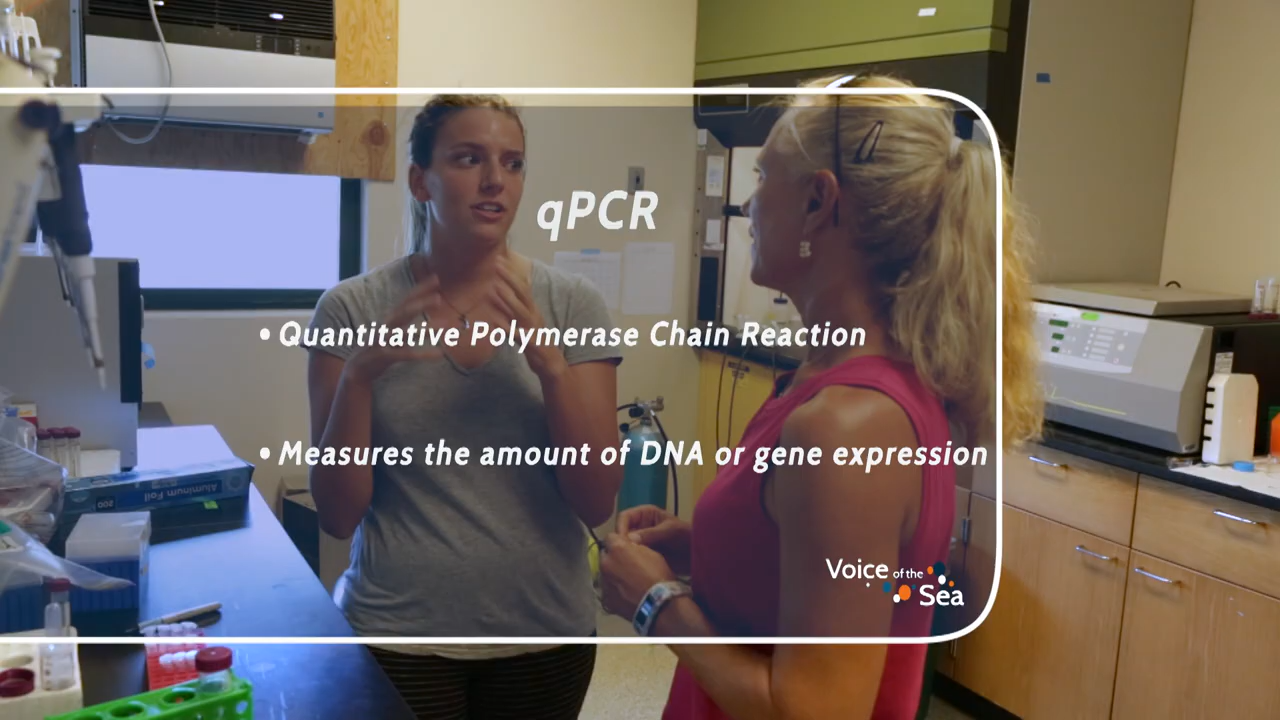 qPCR
• Quantitative Polymerase Chain Reaction
• Measures the amount of DNA or gene expression
Aluminum Foil
200
Voice of the
Sea